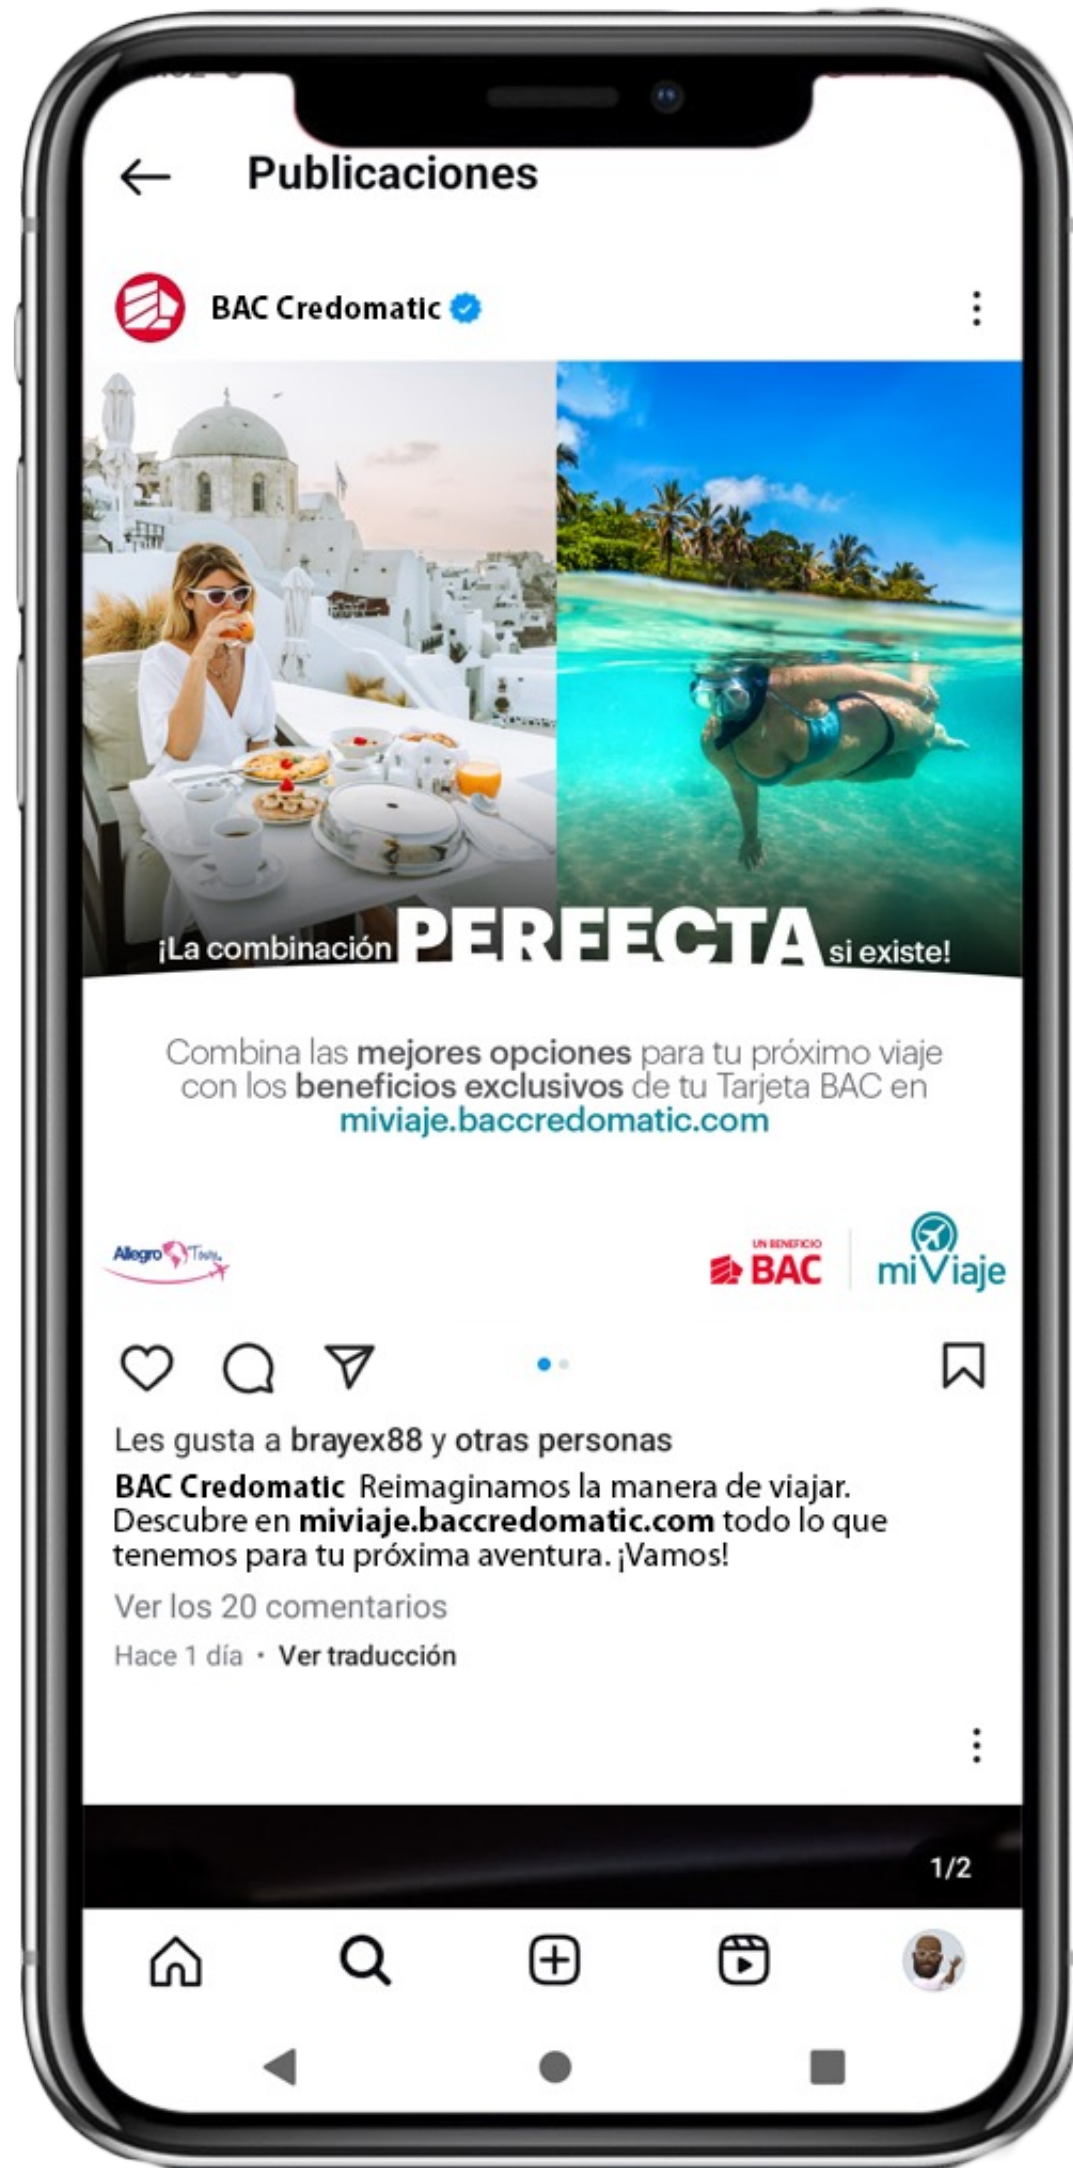 Publicaciones
BAC Credomatic
¡La combinación PERFECTA si existe!
Combina las mejores opciones para tu próximo viaje
con los beneficios exclusivos de tu Tarjeta BAC en
miviaje.baccredomatic.com
Allegro Tours
UN BENEFICIO
BAC
miViaje
Les gusta a brayex88 y otras personas
BAC Credomatic Reimaginamos la manera de viajar.
Descubre en miviaje.baccredomatic.com todo lo que
tenemos para tu próxima aventura. ¡Vamos!
Ver los 20 comentarios
Hace 1 día • Ver traducción
1/2